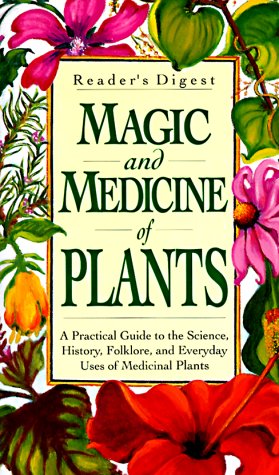 Reader's Digest
MAGIC
and
MEDICINE
of
PLANTS
A Practical Guide to the Science,
History, Folklore, and Everyday
Uses of Medicinal Plants